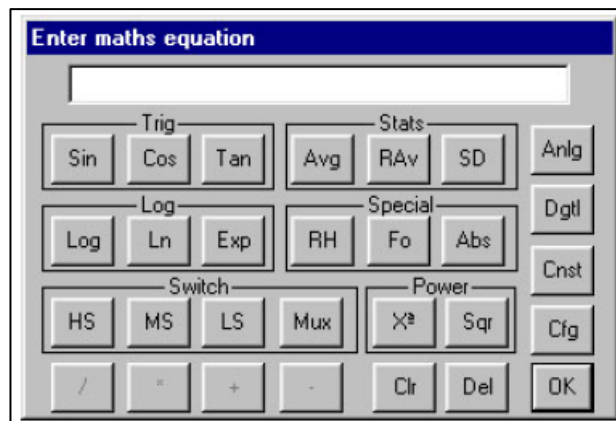 Enter maths equation
Trig Stats
Sin Cos Tan Avg RAv SD Anlg
Log Special Dgtl
Log Ln Exp RH Fo Abs Cnst
Switch Power
HS MS LS Mux Xª Sqr Cfg
/ * + - Clr Del OK